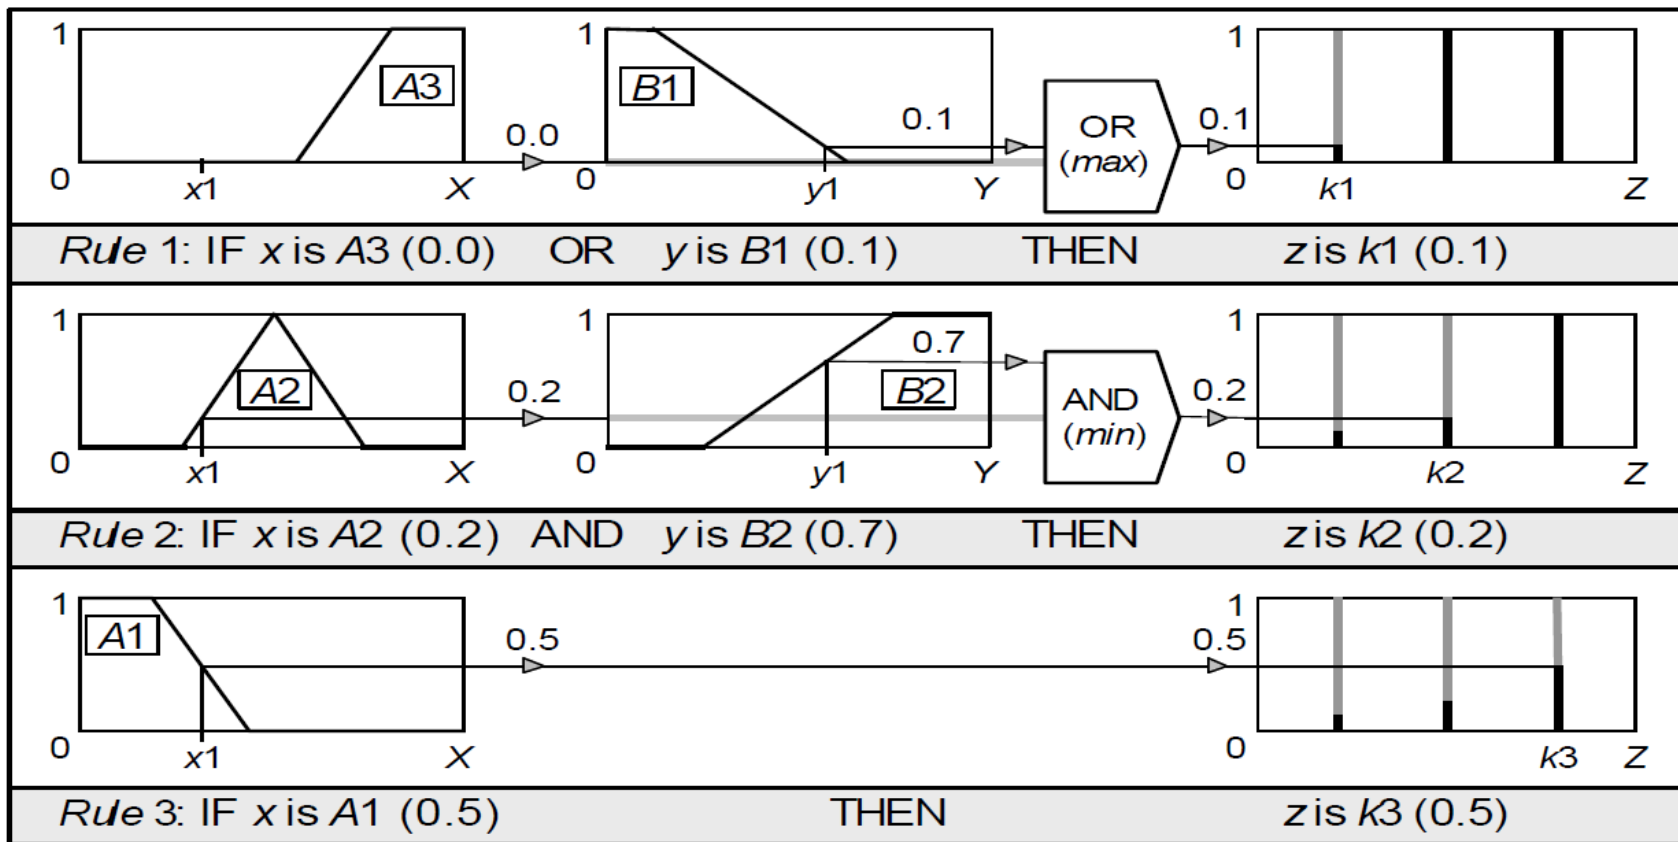 1 A3 0 x1 X 0.0 1 B1 0.1 0 y1 Y OR (max) 0.1 1 0 k1 Z
Rule 1: IF x is A3 (0.0) OR y is B1 (0.1) THEN z is k1 (0.1)
1 A2 0 x1 X 0.2 1 0.7 B2 0 y1 Y AND (min) 0.2 1 0 k2 Z
Rule 2: IF x is A2 (0.2) AND y is B2 (0.7) THEN z is k2 (0.2)
1 A1 0 x1 X 0.5 0.5 1 0 k3 Z
Rule 3: IF x is A1 (0.5) THEN z is k3 (0.5)